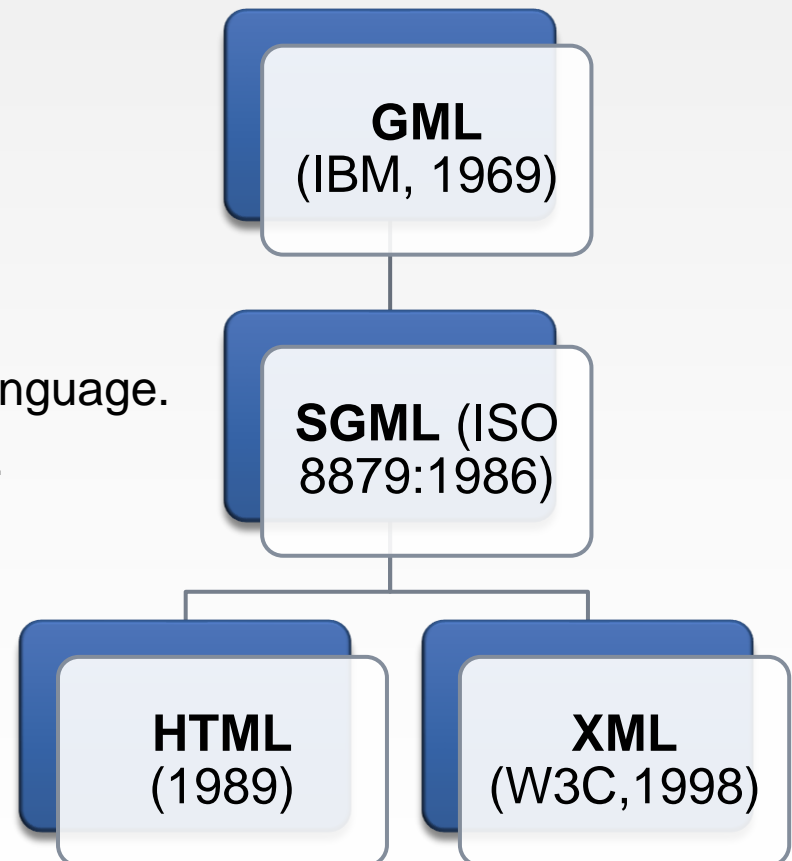 GML
(IBM, 1969)
nguage.
SGML (ISO
8879:1986)
HTML
(1989)
XML
(W3C,1998)